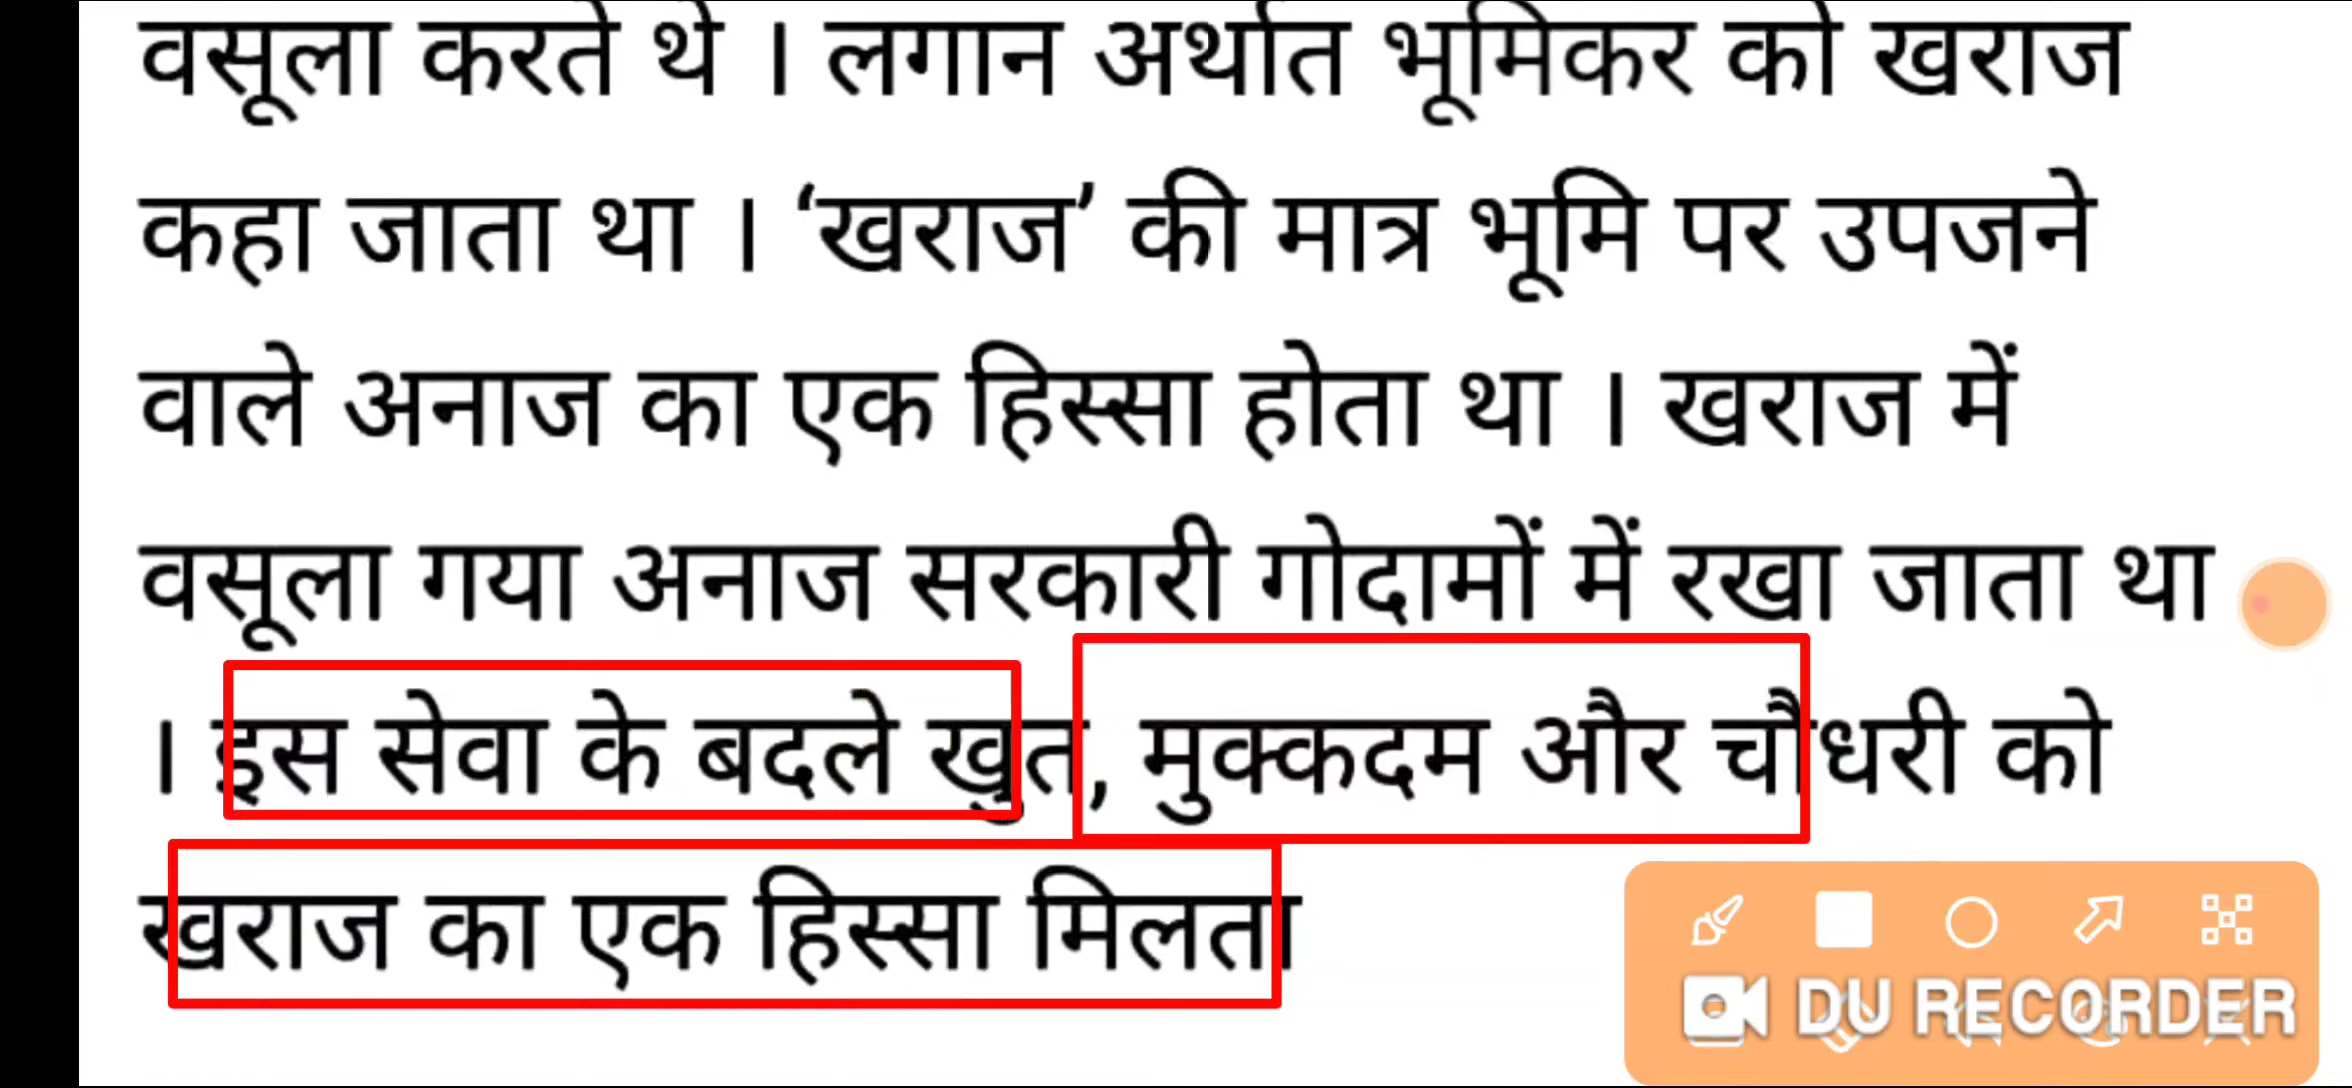 वसूला करते थे । लगान अर्थात भूमिकर को खराज
कहा जाता था । ‘खराज’ की मात्र भूमि पर उपजने
वाले अनाज का एक हिस्सा होता था । खराज में
वसूला गया अनाज सरकारी गोदामों में रखा जाता था
। इस सेवा के बदले खुत, मुक्कदम और चौधरी को
खराज का एक हिस्सा मिलता
DU RECORDER